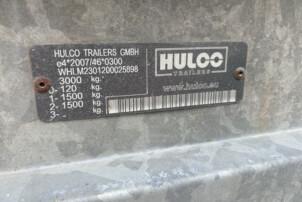 HULCO TRAILERS GMBH
e4*2007/46*0300
WHLM2301200025898
3000 kg.
0- 120 kg.
1- 1500 kg.
2- 1500 kg.
3- - kg.
HULCO
TRAILERS
www.hulco.eu